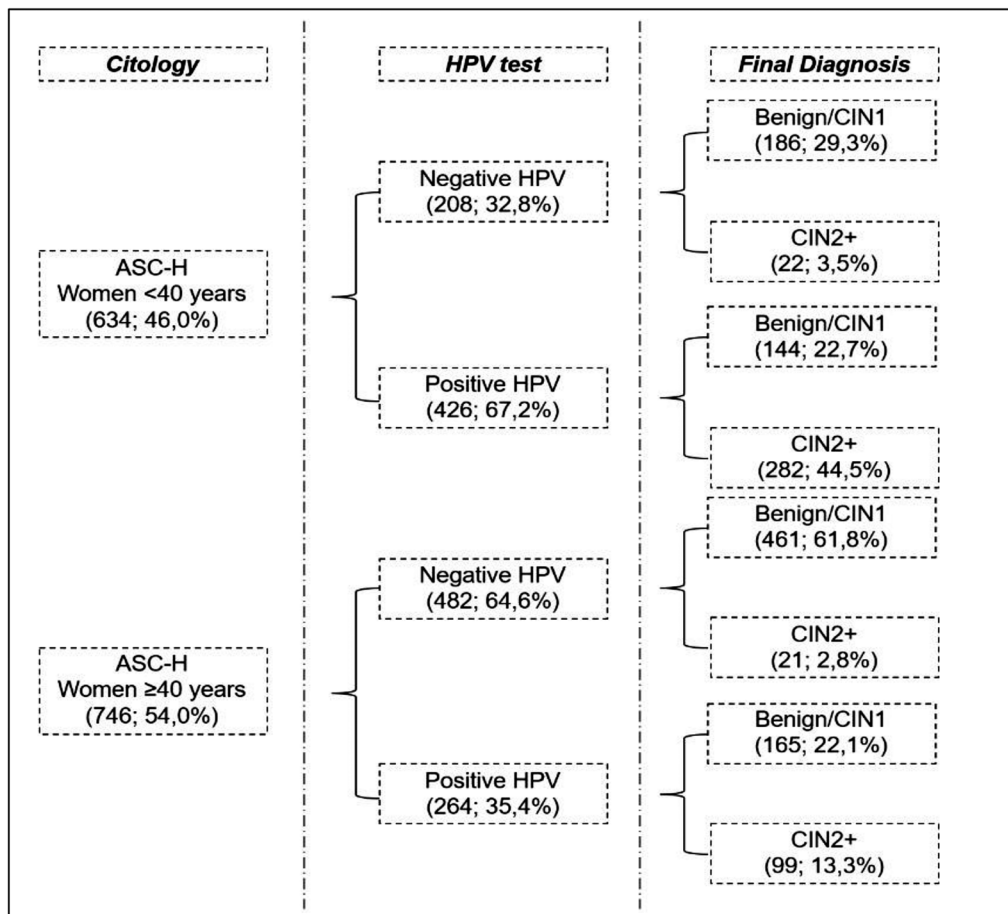 Citology
HPV test
Final Diagnosis
ASC-H
Women <40 years
(634; 46,0%)
Negative HPV
(208; 32,8%)
Benign/CIN1
(186; 29,3%)
CIN2+
(22; 3,5%)
Positive HPV
(426; 67,2%)
Benign/CIN1
(144; 22,7%)
CIN2+
(282; 44,5%)
ASC-H
Women ≥40 years
(746; 54,0%)
Negative HPV
(482; 64,6%)
Benign/CIN1
(461; 61,8%)
CIN2+
(21; 2,8%)
Positive HPV
(264; 35,4%)
Benign/CIN1
(165; 22,1%)
CIN2+
(99; 13,3%)